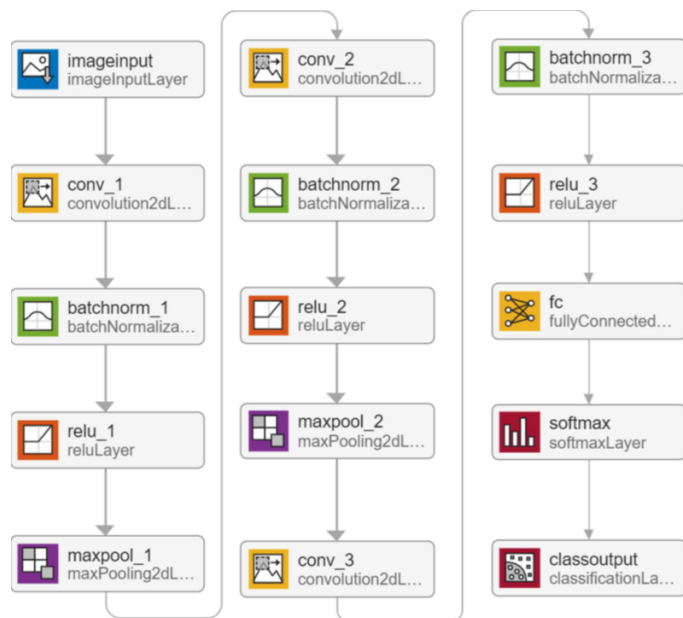 imageinput
imageInputLayer
conv_1
convolution2dL...
batchnorm_1
batchNormaliza...
relu_1
reluLayer
maxpool_1
maxPooling2dL...
conv_2
convolution2dL...
batchnorm_2
batchNormaliza...
relu_2
reluLayer
maxpool_2
maxPooling2dL...
conv_3
convolution2dL...
batchnorm_3
batchNormaliza...
relu_3
reluLayer
fc
fullyConnected...
softmax
softmaxLayer
classoutput
classificationLa...